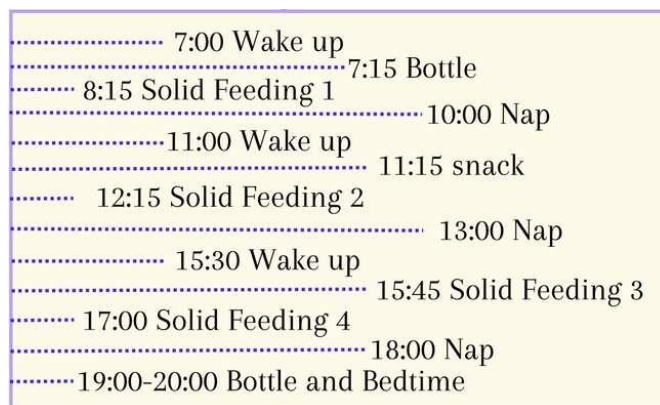 7:00 Wake up
7:15 Bottle
8:15 Solid Feeding 1
10:00 Nap
11:00 Wake up
11:15 snack
12:15 Solid Feeding 2
13:00 Nap
15:30 Wake up
15:45 Solid Feeding 3
17:00 Solid Feeding 4
18:00 Nap
19:00-20:00 Bottle and Bedtime